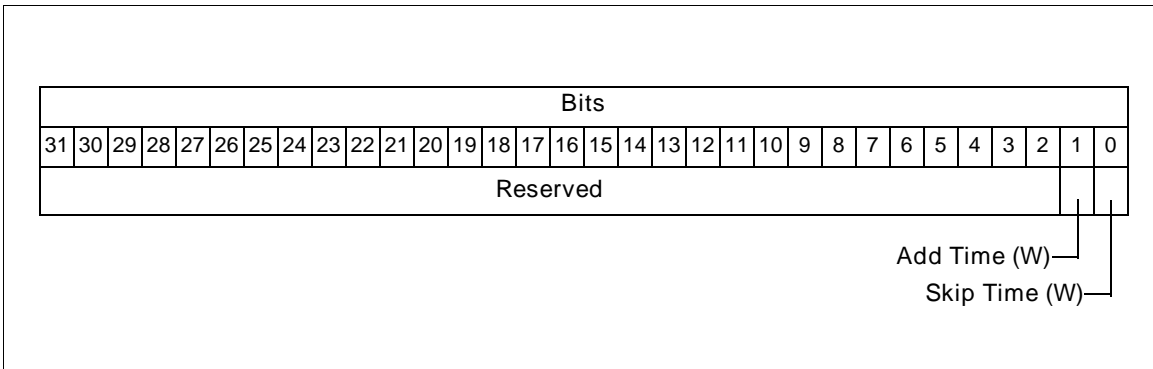 Bits
31 30 29 28 27 26 25 24 23 22 21 20 19 18 17 16 15 14 13 12 11 10 9 8 7 6 5 4 3 2 1 0
Reserved
Add Time (W)
Skip Time (W)